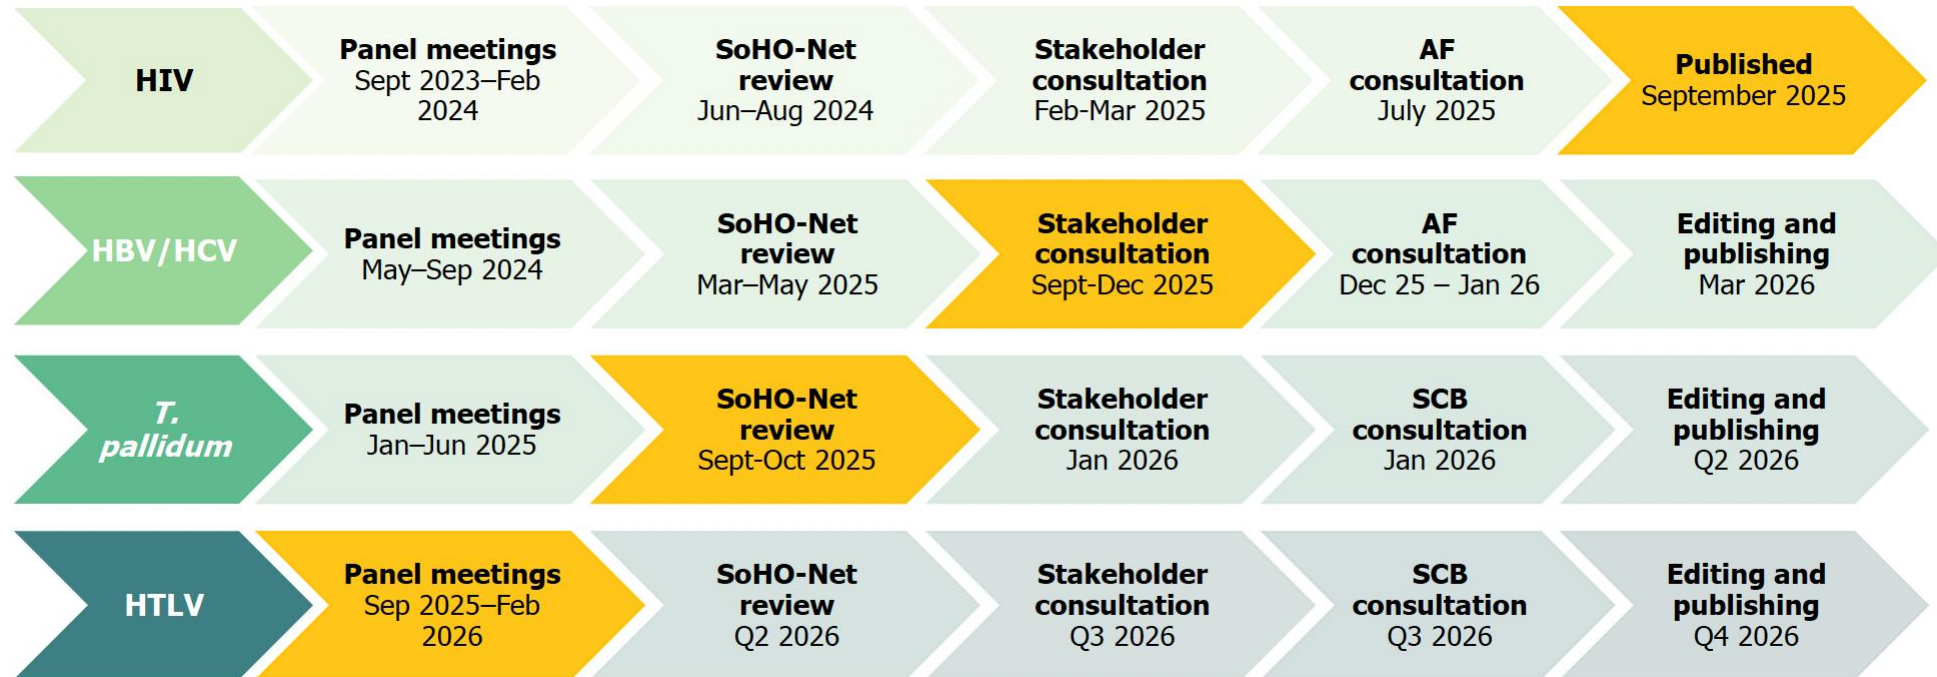 HIV
Panel meetings
Sept 2023–Feb
2024
SoHO-Net
review
Jun–Aug 2024
Stakeholder
consultation
Feb-Mar 2025
AF
consultation
July 2025
Published
September 2025
HBV/HCV
Panel meetings
May–Sep 2024
SoHO-Net
review
Mar–May 2025
Stakeholder
consultation
Sept-Dec 2025
AF
consultation
Dec 25 – Jan 26
Editing and
publishing
Mar 2026
T.
pallidum
Panel meetings
Jan–Jun 2025
SoHO-Net
review
Sept-Oct 2025
Stakeholder
consultation
Jan 2026
SCB
consultation
Jan 2026
Editing and
publishing
Q2 2026
HTLV
Panel meetings
Sep 2025–Feb
2026
SoHO-Net
review
Q2 2026
Stakeholder
consultation
Q3 2026
SCB
consultation
Q3 2026
Editing and
publishing
Q4 2026